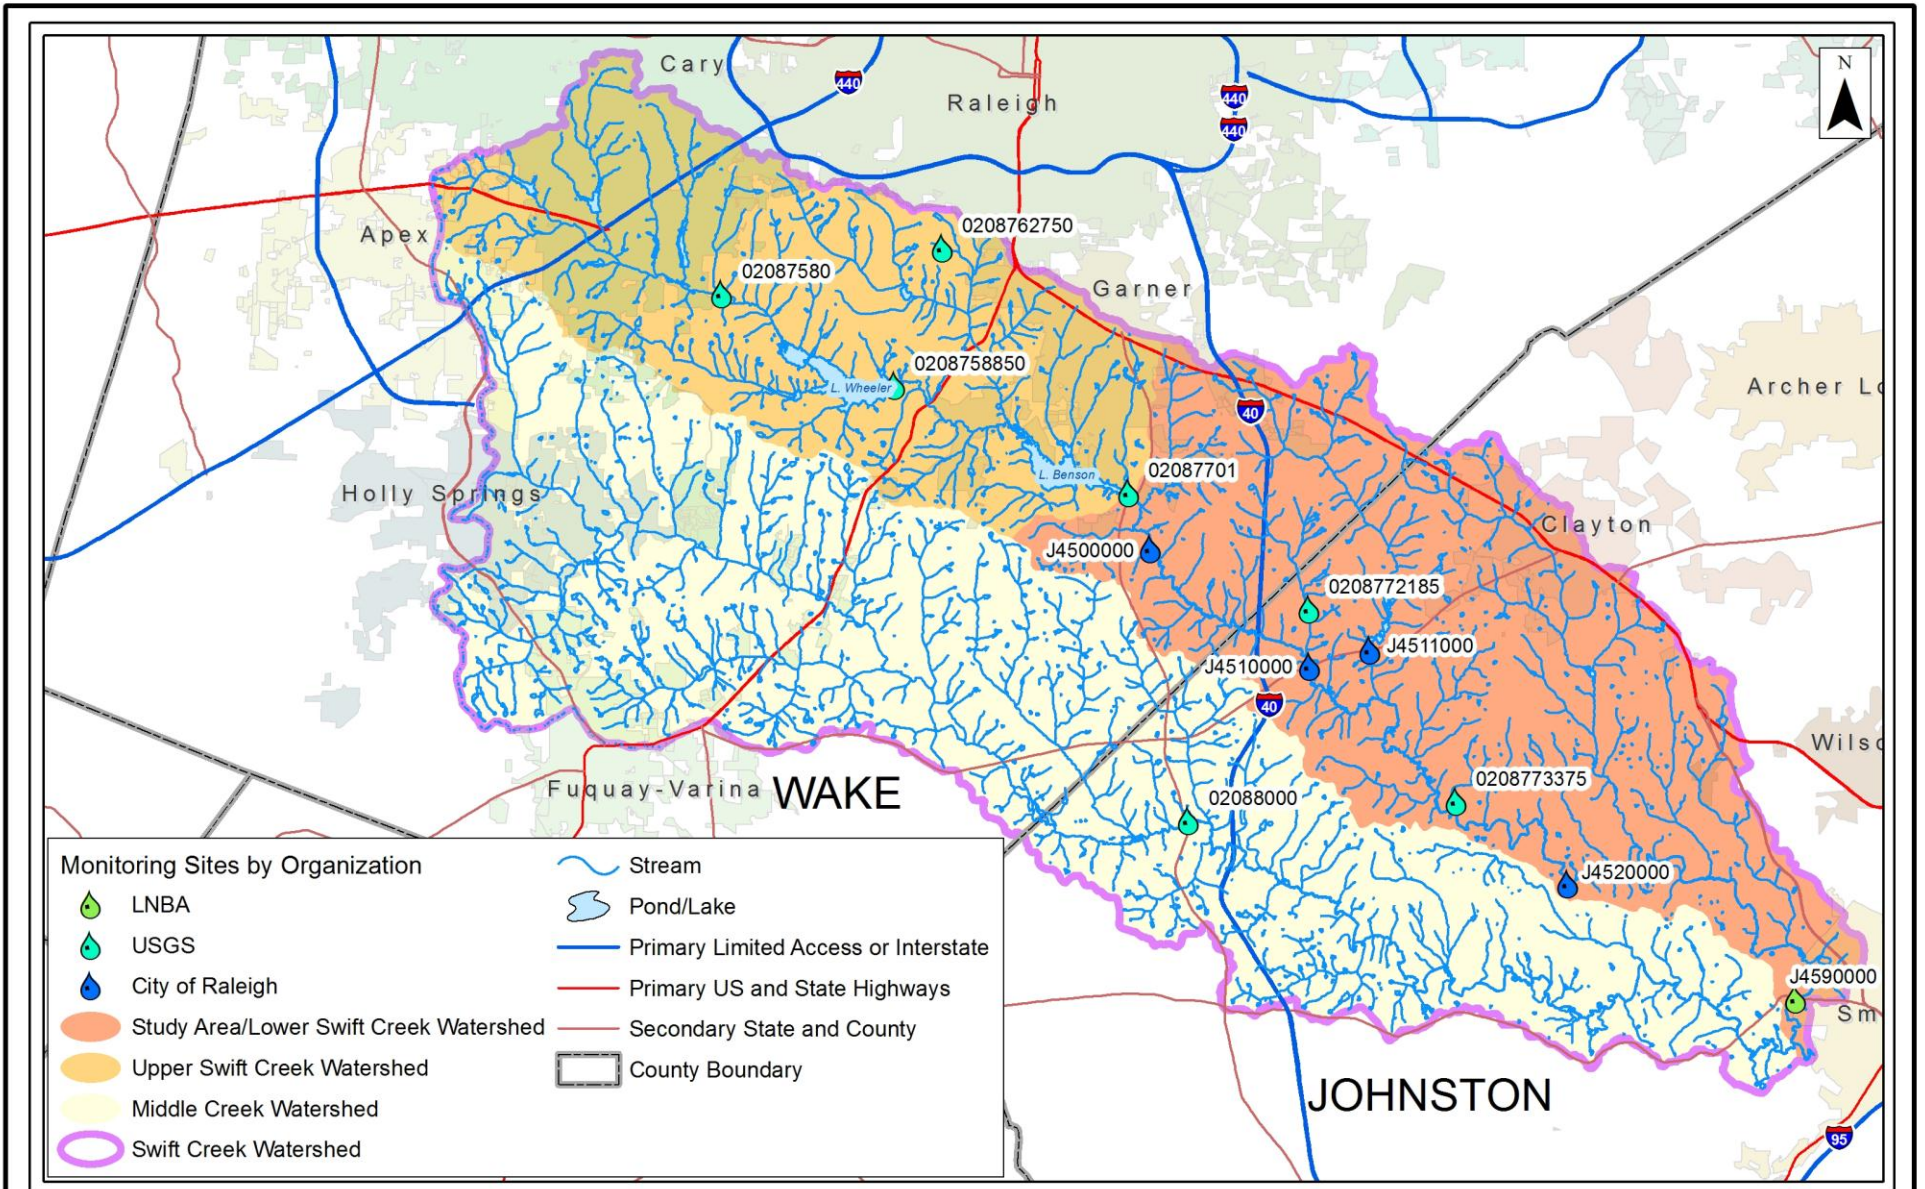 Cary
440
Raleigh
440
440
N
Apex
0208762750
02087580
Garner
0208758850
L. Wheeler
40
Archer Lo
Holly Springs
L. Benson
02087701
Clayton
J4500000
0208772185
J4511000
J4510000
40
Wilso
0208773375
Fuquay-Varina
WAKE
02088000
J4520000
J4590000
Sm
JOHNSTON
95
Monitoring Sites by Organization
LNBA
USGS
City of Raleigh
Study Area/Lower Swift Creek Watershed
Upper Swift Creek Watershed
Middle Creek Watershed
Swift Creek Watershed
Stream
Pond/Lake
Primary Limited Access or Interstate
Primary US and State Highways
Secondary State and County
County Boundary